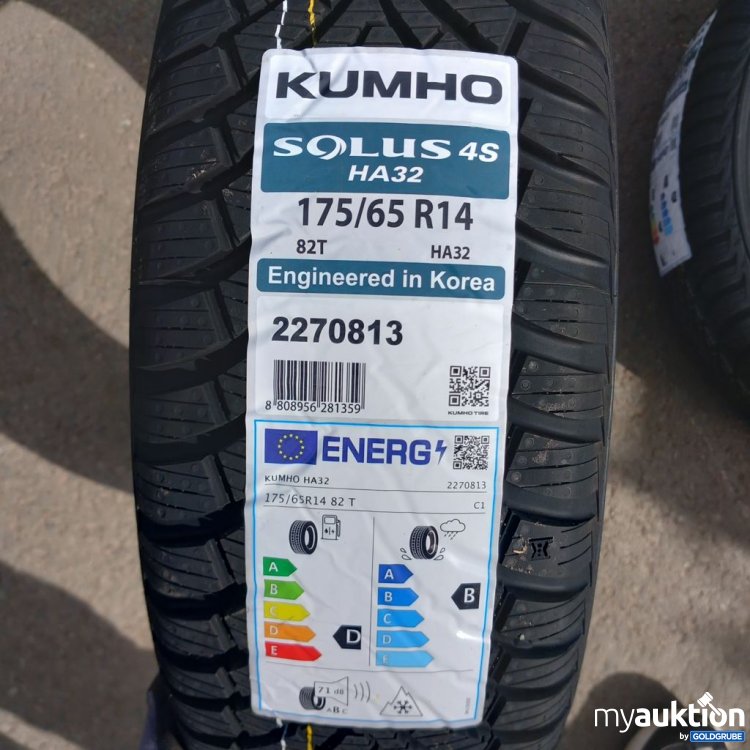 KUMHO
SOLUS 4S
HA32
175/65 R14
82T HA32
Engineered in Korea
2270813
8 808956 281359
KUMHO TIRE
ENERG
KUMHO HA32 2270813
175/65R14 82 T C1
A
B
C
D
E
D
A
B
C
D
E
B
71 dB
A B C
myauktion
by GOLDGRUBE